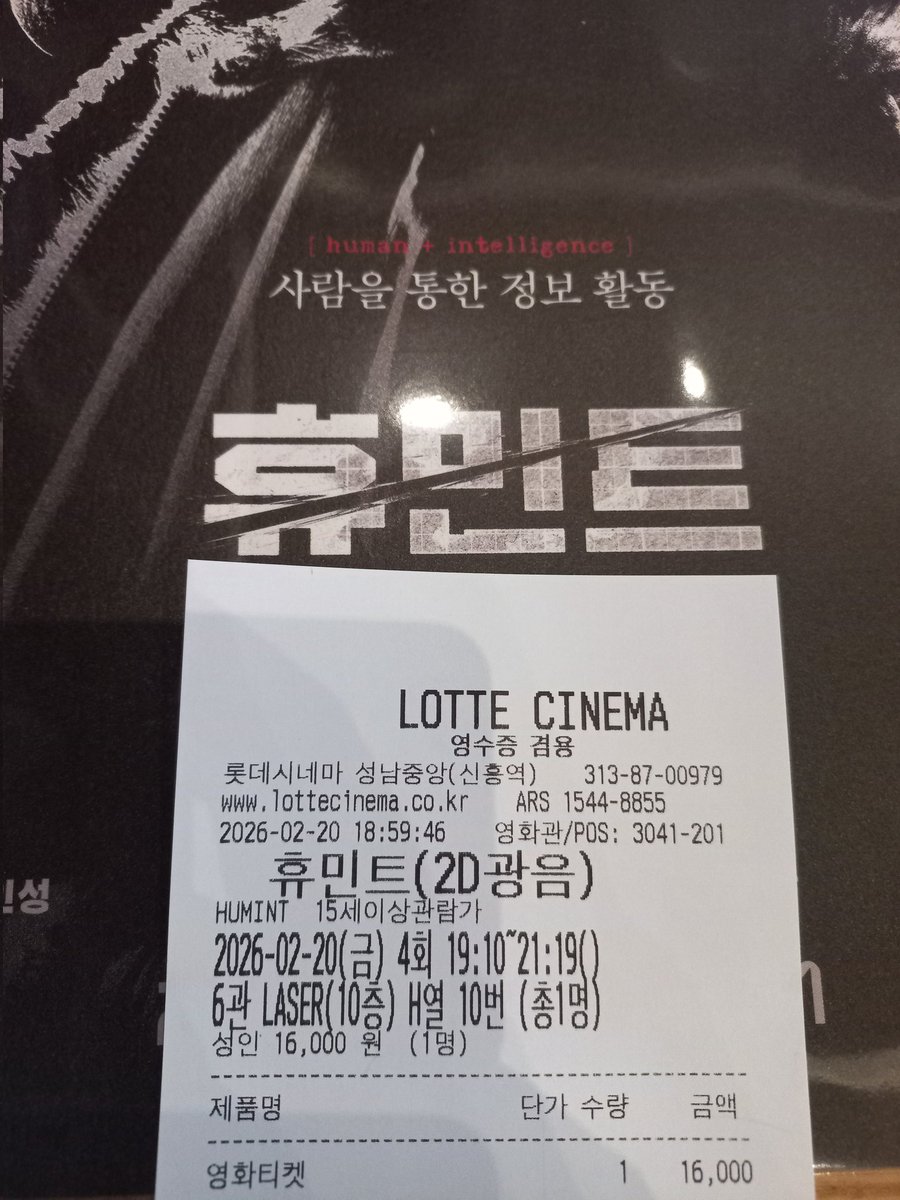 [ human + intelligence ]
사람을 통한 정보 활동
휴민트
LOTTE CINEMA
영수증 겸용
롯데시네마 성남중앙(신흥역) 313-87-00979
www.lottecinema.co.kr ARS 1544-8855
2026-02-20 18:59:46 영화관/POS: 3041-201
휴민트(2D광음)
HUMINT 15세이상관람가
2026-02-20(금) 4회 19:10~21:19()
6관 LASER(10층) H열 10번 (총1명)
성인 16,000 원 (1명)
제품명 단가 수량 금액
영화티켓 1 16,000